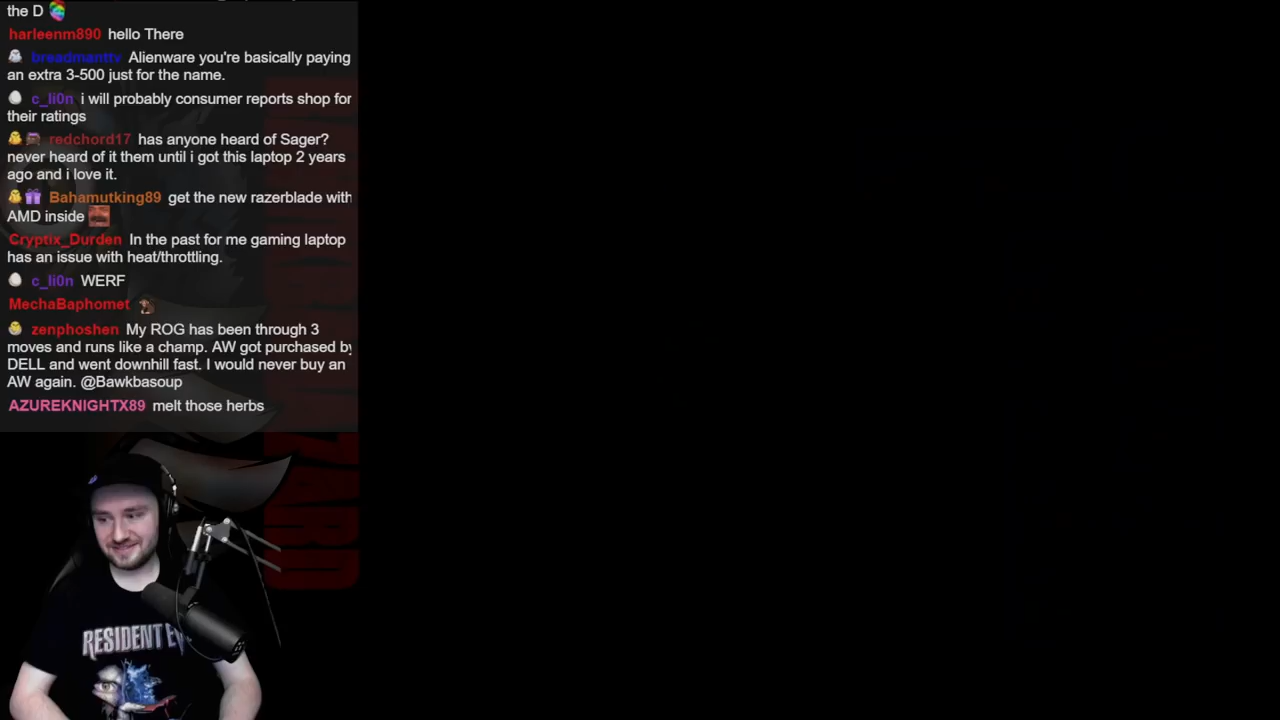 the D
harleenm890 hello There
breadmanttv Alienware you're basically paying
an extra 3-500 just for the name.
c_li0n i will probably consumer reports shop for
their ratings
redchord17 has anyone heard of Sager?
never heard of it them until i got this laptop 2 years
ago and i love it.
Bahamutking89 get the new razerblade with
AMD inside
Cryptix_Durden In the past for me gaming laptop
has an issue with heat/throttling.
c_li0n WERF
MechaBaphomet
zenphoshen My ROG has been through 3
moves and runs like a champ. AW got purchased by
DELL and went downhill fast. I would never buy an
AW again. @Bawkbasoup
AZUREKNIGHTX89 melt those herbs
RESIDENT